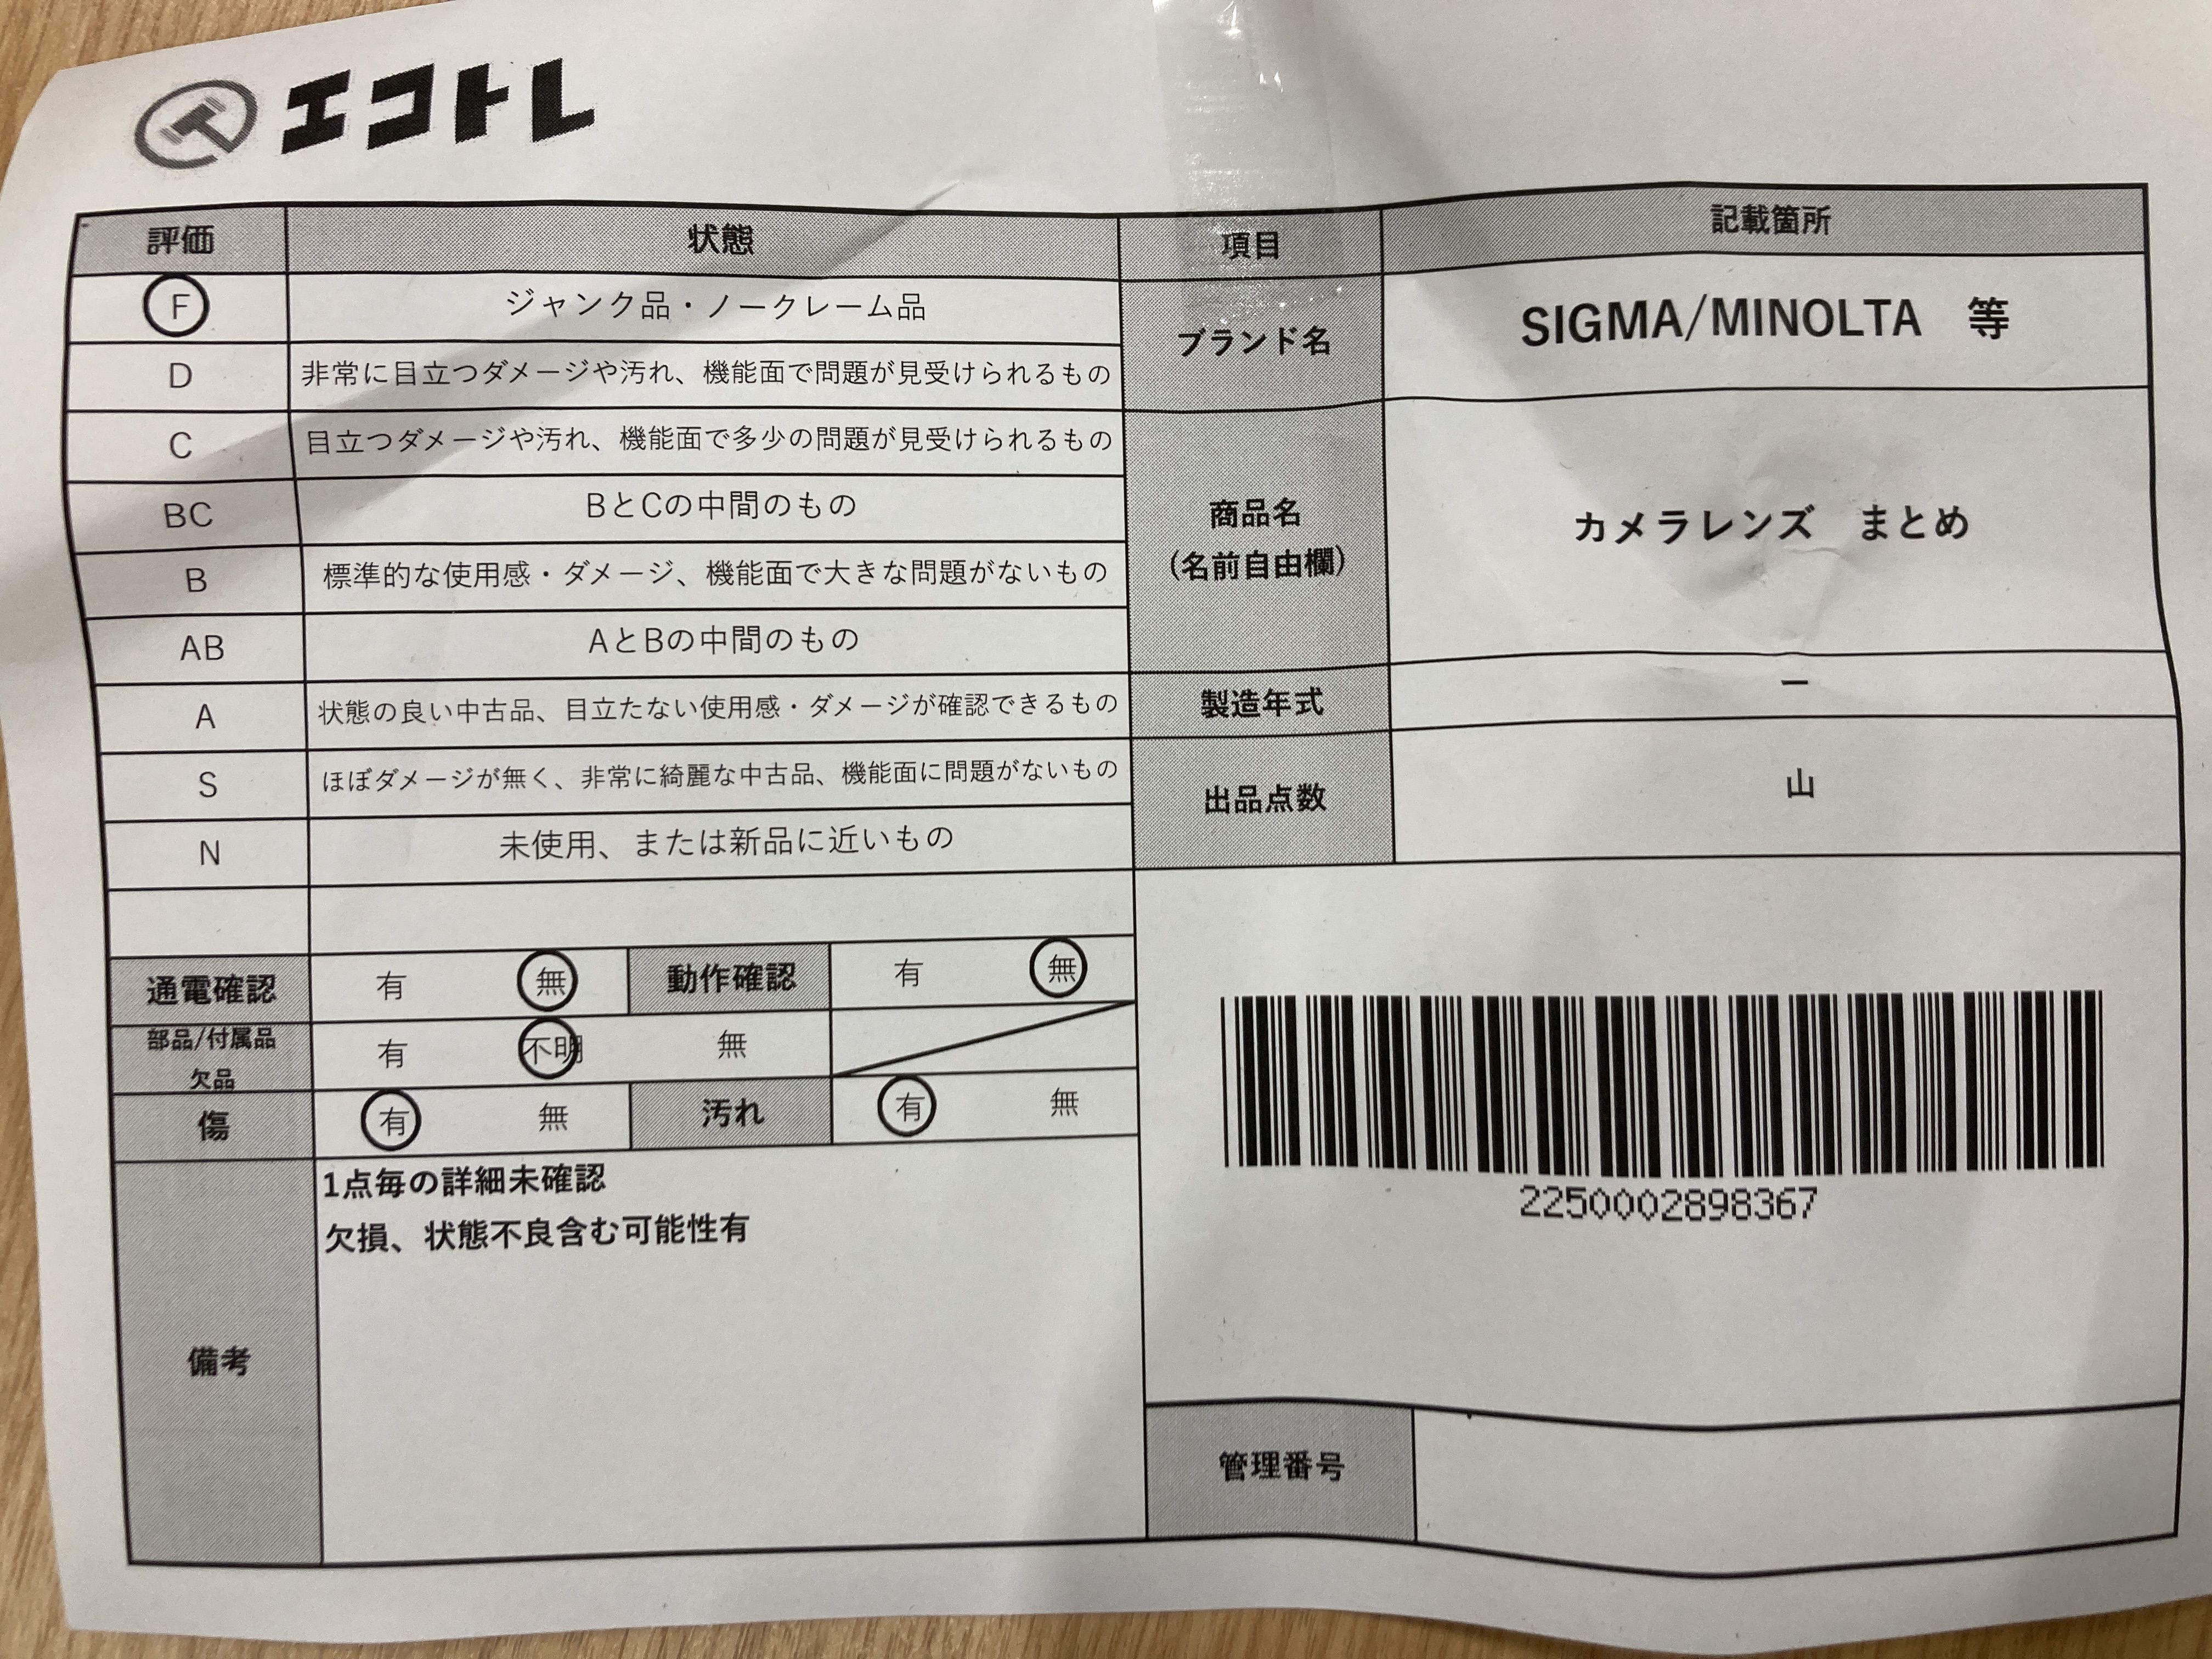 エコトレ
評価 状態 項目 記載箇所
F ジャンク品・ノークレーム品
D 非常に目立つダメージや汚れ、機能面で問題が見受けられるもの
C 目立つダメージや汚れ、機能面で多少の問題が見受けられるもの
BC BとCの中間のもの
B 標準的な使用感・ダメージ、機能面で大きな問題がないもの
AB AとBの中間のもの
A 状態の良い中古品、目立たない使用感・ダメージが確認できるもの
S ほぼダメージが無く、非常に綺麗な中古品、機能面に問題がないもの
N 未使用、または新品に近いもの
ブランド名 SIGMA/MINOLTA 等
商品名
(名前自由欄)
カメラレンズ まとめ
製造年式 ー
出品点数 山
通電確認 有 無 動作確認 有 無
部品/付属品
欠品
有 不明 無
傷 有 無 汚れ 有 無
備考
1点毎の詳細未確認
欠損、状態不良含む可能性有
2250002898367
管理番号